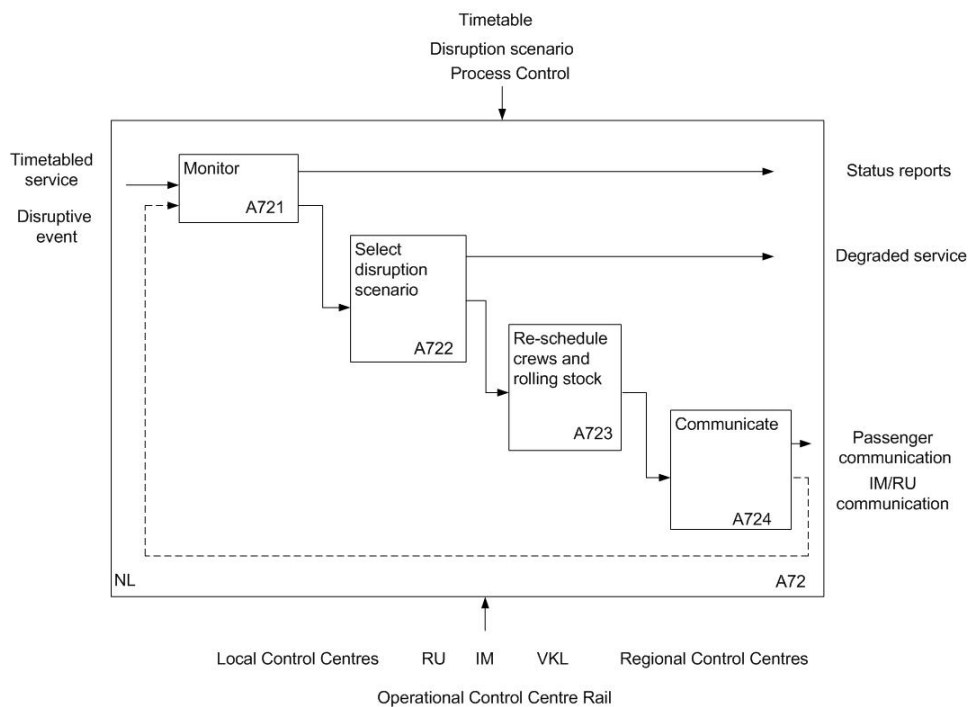 Timetable
Disruption scenario
Process Control
Timetabled
service
Disruptive
event
Monitor
A721
Status reports
Select
disruption
scenario
A722
Degraded service
Re-schedule
crews and
rolling stock
A723
Communicate
A724
Passenger
communication
IM/RU
communication
NL
A72
Local Control Centres RU IM VKL Regional Control Centres
Operational Control Centre Rail